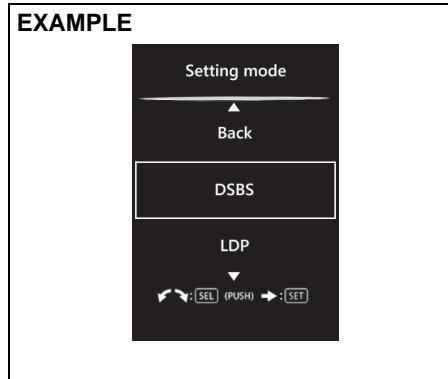 EXAMPLE
Setting mode
Back
DSBS
LDP
:SEL (PUSH) :SET